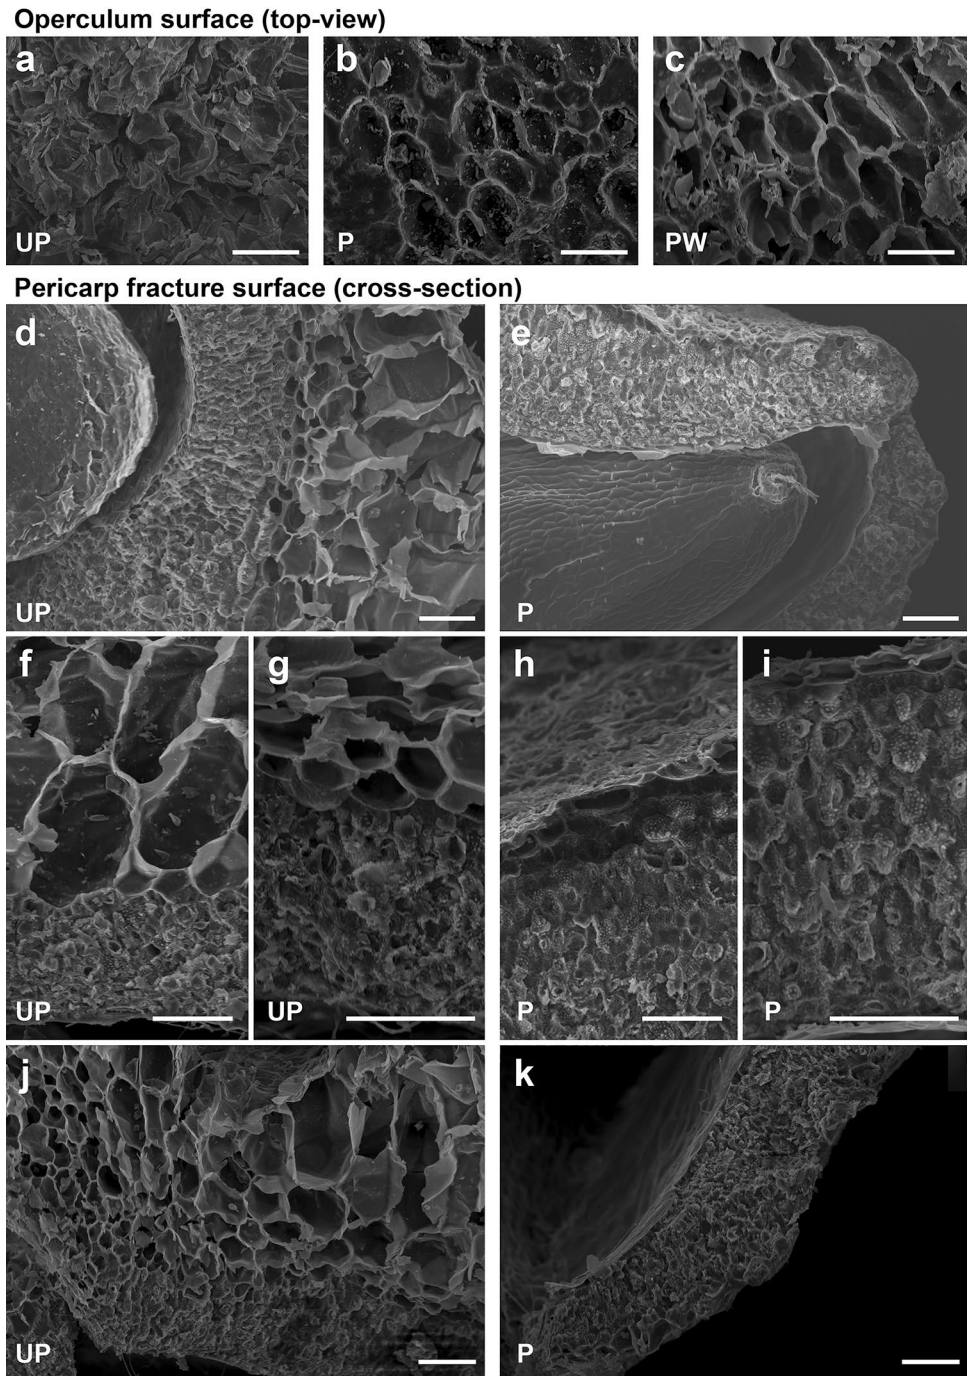 Operculum surface (top-view)
a
b
c
UP
P
PW
Pericarp fracture surface (cross-section)
d
e
UP
P
f
g
h
i
UP
UP
P
P
j
k
UP
P